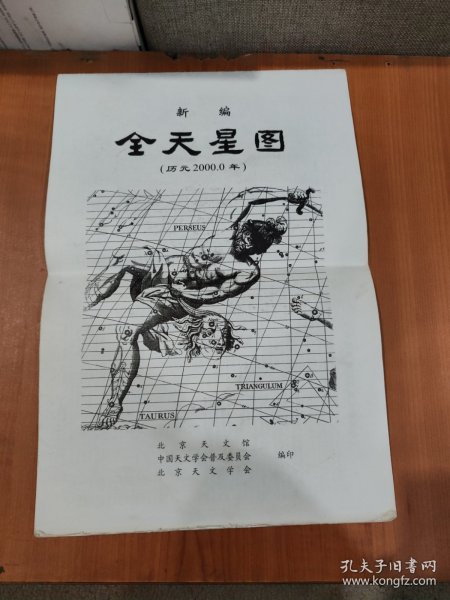 新编
全天星图
(历元2000.0年)
PERSEUS
TRIANGULUM
TAURUS
北京天文馆
中国天文学会普及委员会 编印
北京天文学会
孔夫子旧书网
www.kongfz.com